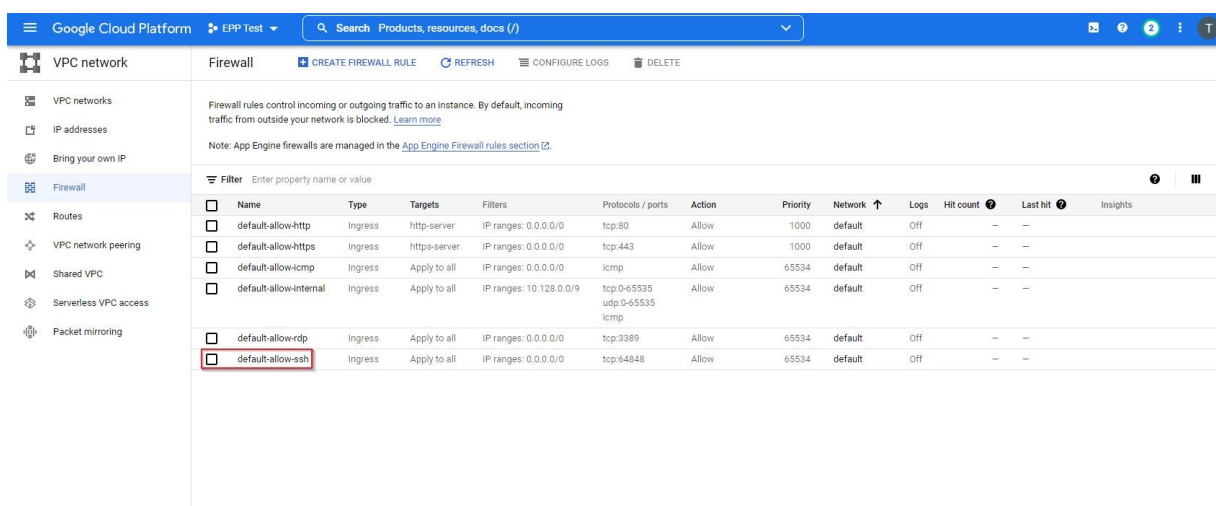 Google Cloud Platform EPP Test Search Products, resources, docs (/) 2 T
VPC network Firewall CREATE FIREWALL RULE REFRESH CONFIGURE LOGS DELETE
VPC networks
IP addresses
Bring your own IP
Firewall
Routes
VPC network peering
Shared VPC
Serverless VPC access
Packet mirroring
Firewall rules control incoming or outgoing traffic to an instance. By default, incoming
traffic from outside your network is blocked. Learn more
Note: App Engine firewalls are managed in the App Engine Firewall rules section.
Filter Enter property name or value
Name Type Targets Filters Protocols / ports Action Priority Network Logs Hit count Last hit Insights
default-allow-http Ingress http-server IP ranges: 0.0.0.0/0 tcp:80 Allow 1000 default Off — —
default-allow-https Ingress https-server IP ranges: 0.0.0.0/0 tcp:443 Allow 1000 default Off — —
default-allow-icmp Ingress Apply to all IP ranges: 0.0.0.0/0 icmp Allow 65534 default Off — —
default-allow-internal Ingress Apply to all IP ranges: 10.128.0.0/9 tcp:0-65535 Allow 65534 default Off — —
udp:0-65535
icmp
default-allow-rdp Ingress Apply to all IP ranges: 0.0.0.0/0 tcp:3389 Allow 65534 default Off — —
default-allow-ssh Ingress Apply to all IP ranges: 0.0.0.0/0 tcp:64848 Allow 65534 default Off — —